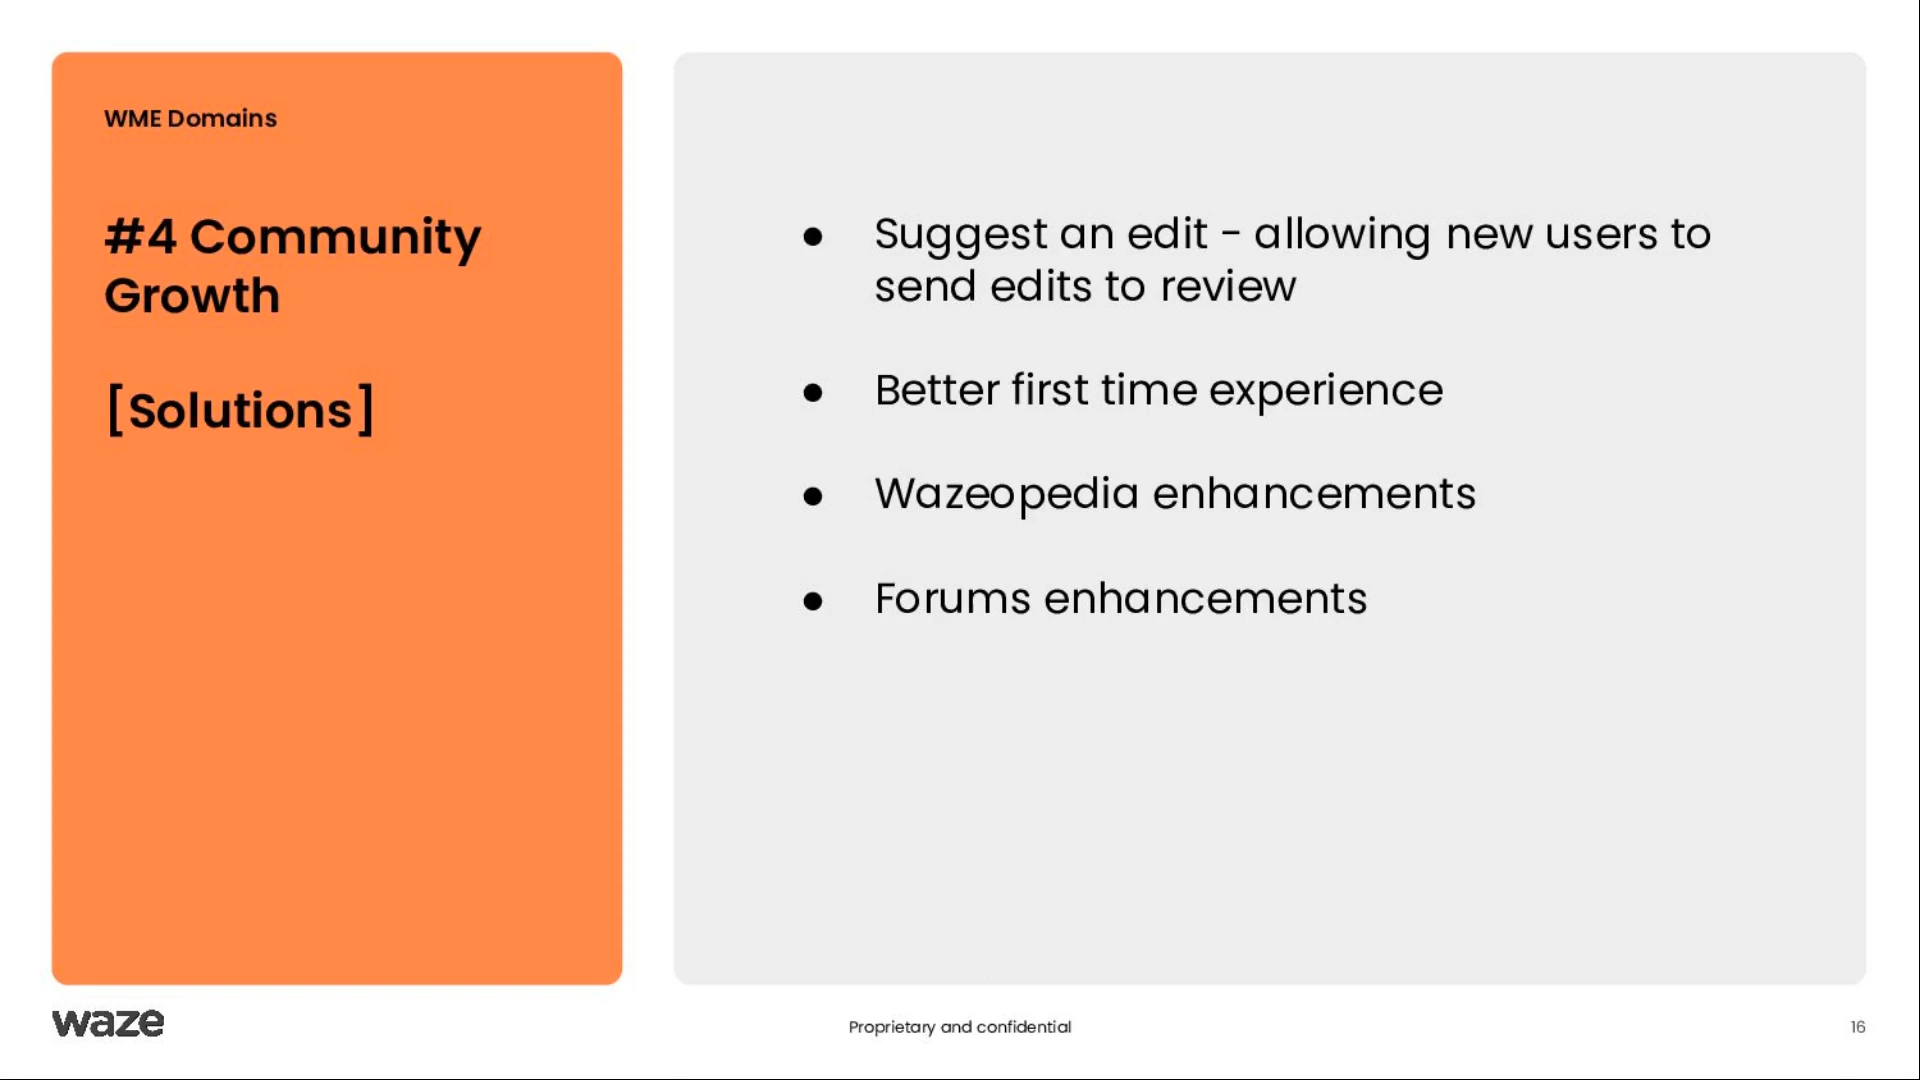 WME Domains
#4 Community
Growth
[Solutions]
● Suggest an edit - allowing new users to
send edits to review
● Better first time experience
● Wazeopedia enhancements
● Forums enhancements
waze
Proprietary and confidential
16